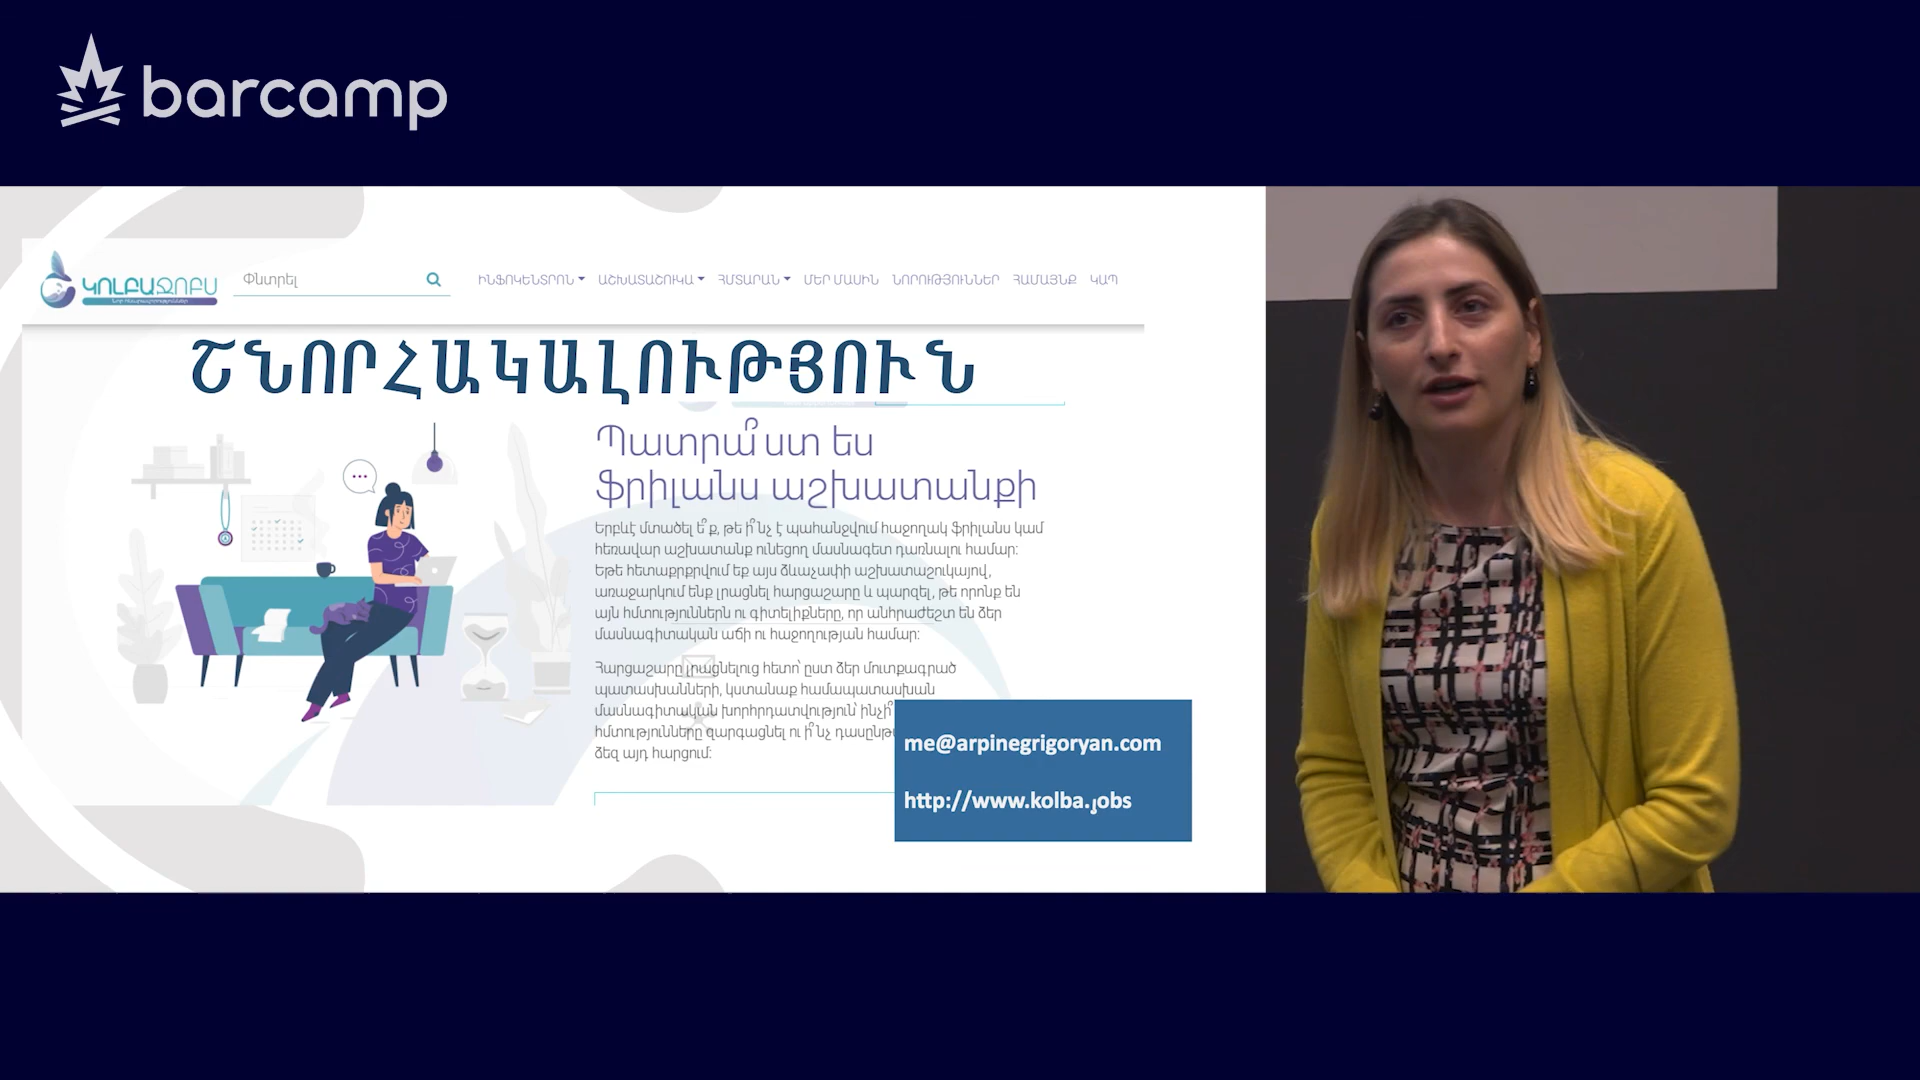 barcamp
ԿՈԼԲԱՋՈԲՍ
Փնտրել
ԻՆՖՈԿԵՆՏՐՈՆ ԱՇԽԱՏԱՇՈՒԿԱ ՀՄՏԱՐԱՆ ՄԵՐ ՄԱՍԻՆ ՆՈՐՈՒԹՅՈՒՆՆԵՐ ՀԱՄԱՅՆՔ ԿԱՊ
ՇՆՈՐՀԱԿԱԼՈՒԹՅՈՒՆ
Պատրա՞ստ ես
ֆրիլանս աշխատանքի
Երբևէ մտածել ե՞ք, թե ի՞նչ է պահանջվում հաջողակ ֆրիլանս կամ
հեռավար աշխատանք ունեցող մասնագետ դառնալու համար։
Եթե հետաքրքրվում եք այս ձևաչափի աշխատաշուկայով,
առաջարկում ենք լրացնել հարցաշարը և պարզել, թե որոնք են
այն հմտություններն ու գիտելիքները, որ անհրաժեշտ են ձեր
մասնագիտական աճի ու հաջողության համար։
Հարցաշարը լրացնելուց հետո՝ ըստ ձեր մուտքագրած
պատասխանների, կստանաք համապատասխան
մասնագիտական խորհրդատվություն՝ ինչի՞
հմտությունները զարգացնել ու ի՞նչ դասընթ
ձեզ այդ հարցում։
me@arpinegrigoryan.com
http://www.kolba.jobs